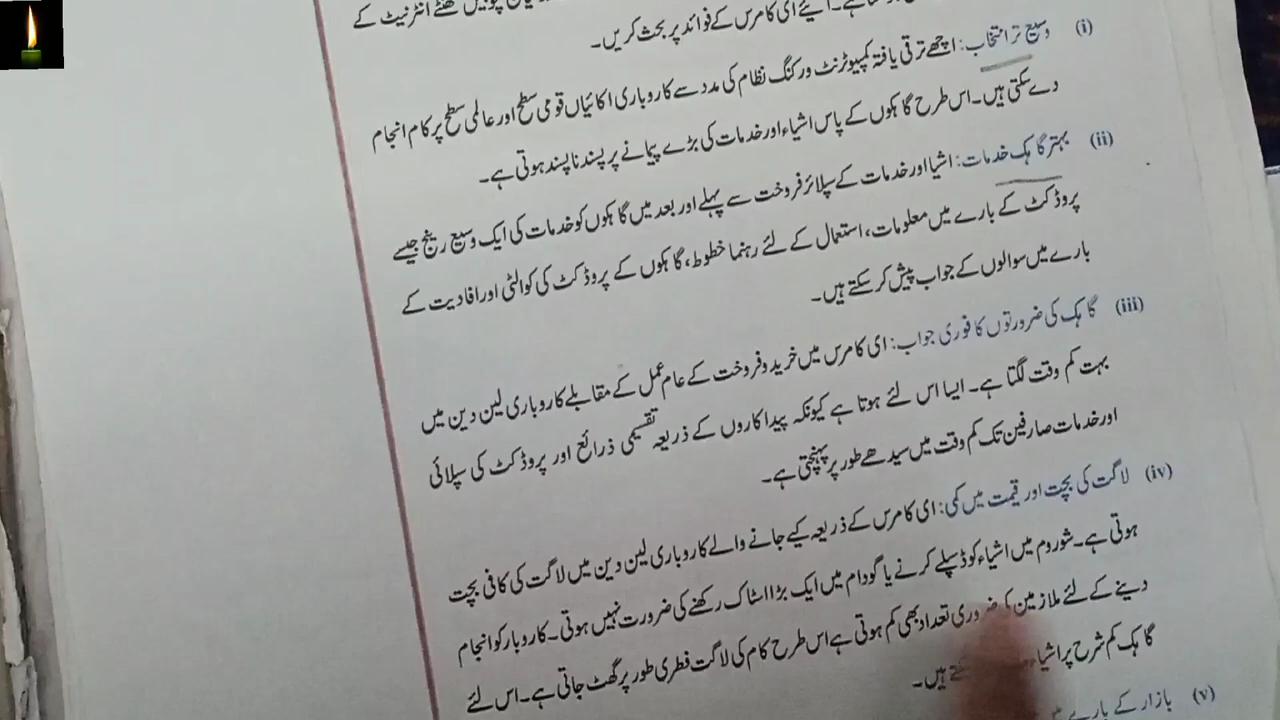 چوبیس گھنٹے انٹرنیٹ کے
ہے۔ آیئے ای کامرس کے فوائد پر بحث کریں۔
(i) وسیع تر انتخاب: اچھے ترقی یافتہ کمپیوٹرنٹ ورکنگ نظام کی مدد سے کاروباری اکائیاں قومی سطح اور عالمی سطح پر کام انجام
دے سکتی ہیں۔ اس طرح گاہکوں کے پاس اشیاء اور خدمات کی بڑے پیمانے پر پسند ناپسند ہوتی ہے۔
(ii) بہتر گاہک خدمات: اشیا اور خدمات کے سپلائر فروخت سے پہلے اور بعد میں گاہکوں کو خدمات کی ایک وسیع رینج جیسے
پروڈکٹ کے بارے میں معلومات، استعمال کے لئے رہنما خطوط، گاہکوں کے پروڈکٹ کی کوالٹی اور افادیت کے
بارے میں سوالوں کے جواب پیش کرسکتے ہیں۔
(iii) گاہک کی ضرورتوں کا فوری جواب: ای کامرس میں خرید و فروخت کے عام عمل کے مقابلے کاروباری لین دین میں
بہت کم وقت لگتا ہے۔ ایسا اس لئے ہوتا ہے کیونکہ پیداکاروں کے ذریعہ تقسیمی ذرائع اور پروڈکٹ کی سپلائی
اور خدمات صارفین تک کم وقت میں سیدھے طور پر پہنچتی ہے۔
(iv) لاگت کی بچت اور قیمت میں کمی: ای کامرس کے ذریعہ کیے جانے والے کاروباری لین دین میں لاگت کی کافی بچت
ہوتی ہے۔ شوروم میں اشیاء کو ڈسپلے کرنے یا گودام میں ایک بڑا اسٹاک رکھنے کی ضرورت نہیں ہوتی۔ کاروبار کو انجام
دینے کے لئے ملازمین کی ضروری تعداد بھی کم ہوتی ہے اس طرح کام کی لاگت فطری طور پر گھٹ جاتی ہے۔ اس لئے
گاہک کم شرح پر اشیاء ہیں۔
(v) بازار کے بارے